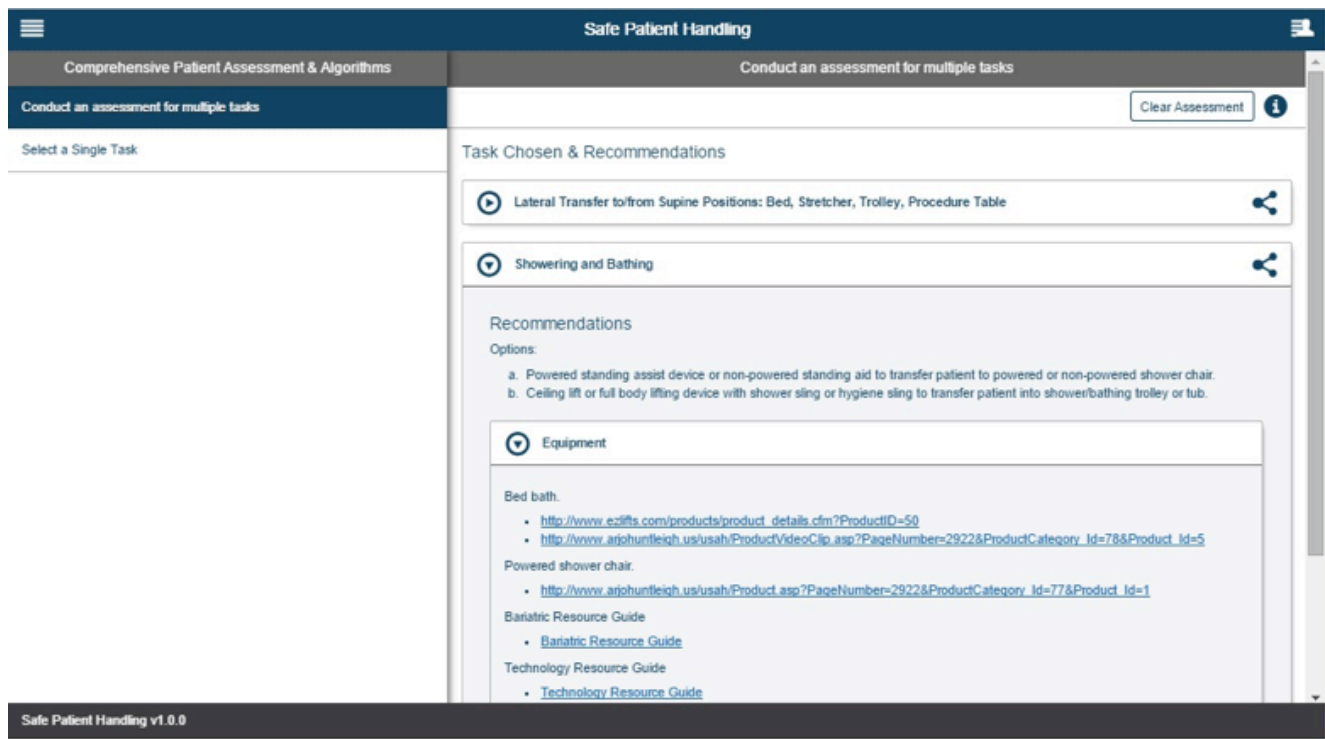 Safe Patient Handling
Comprehensive Patient Assessment & Algorithms
Conduct an assessment for multiple tasks
Conduct an assessment for multiple tasks
Select a Single Task
Clear Assessment
Task Chosen & Recommendations
Lateral Transfer to/from Supine Positions: Bed, Stretcher, Trolley, Procedure Table
Showering and Bathing
Recommendations
Options:
a. Powered standing assist device or non-powered standing aid to transfer patient to powered or non-powered shower chair.
b. Ceiling lift or full body lifting device with shower sling or hygiene sling to transfer patient into shower/bathing trolley or tub.
Equipment
Bed bath.
• http://www.ezlifts.com/products/product_details.cfm?ProductID=50
• http://www.arjohuntleigh.us/usah/ProductVideoClip.asp?PageNumber=2922&ProductCategory_Id=78&Product_Id=5
Powered shower chair.
• http://www.arjohuntleigh.us/usah/Product.asp?PageNumber=2922&ProductCategory_Id=77&Product_Id=1
Bariatric Resource Guide
• Bariatric Resource Guide
Technology Resource Guide
• Technology Resource Guide
Safe Patient Handling v1.0.0